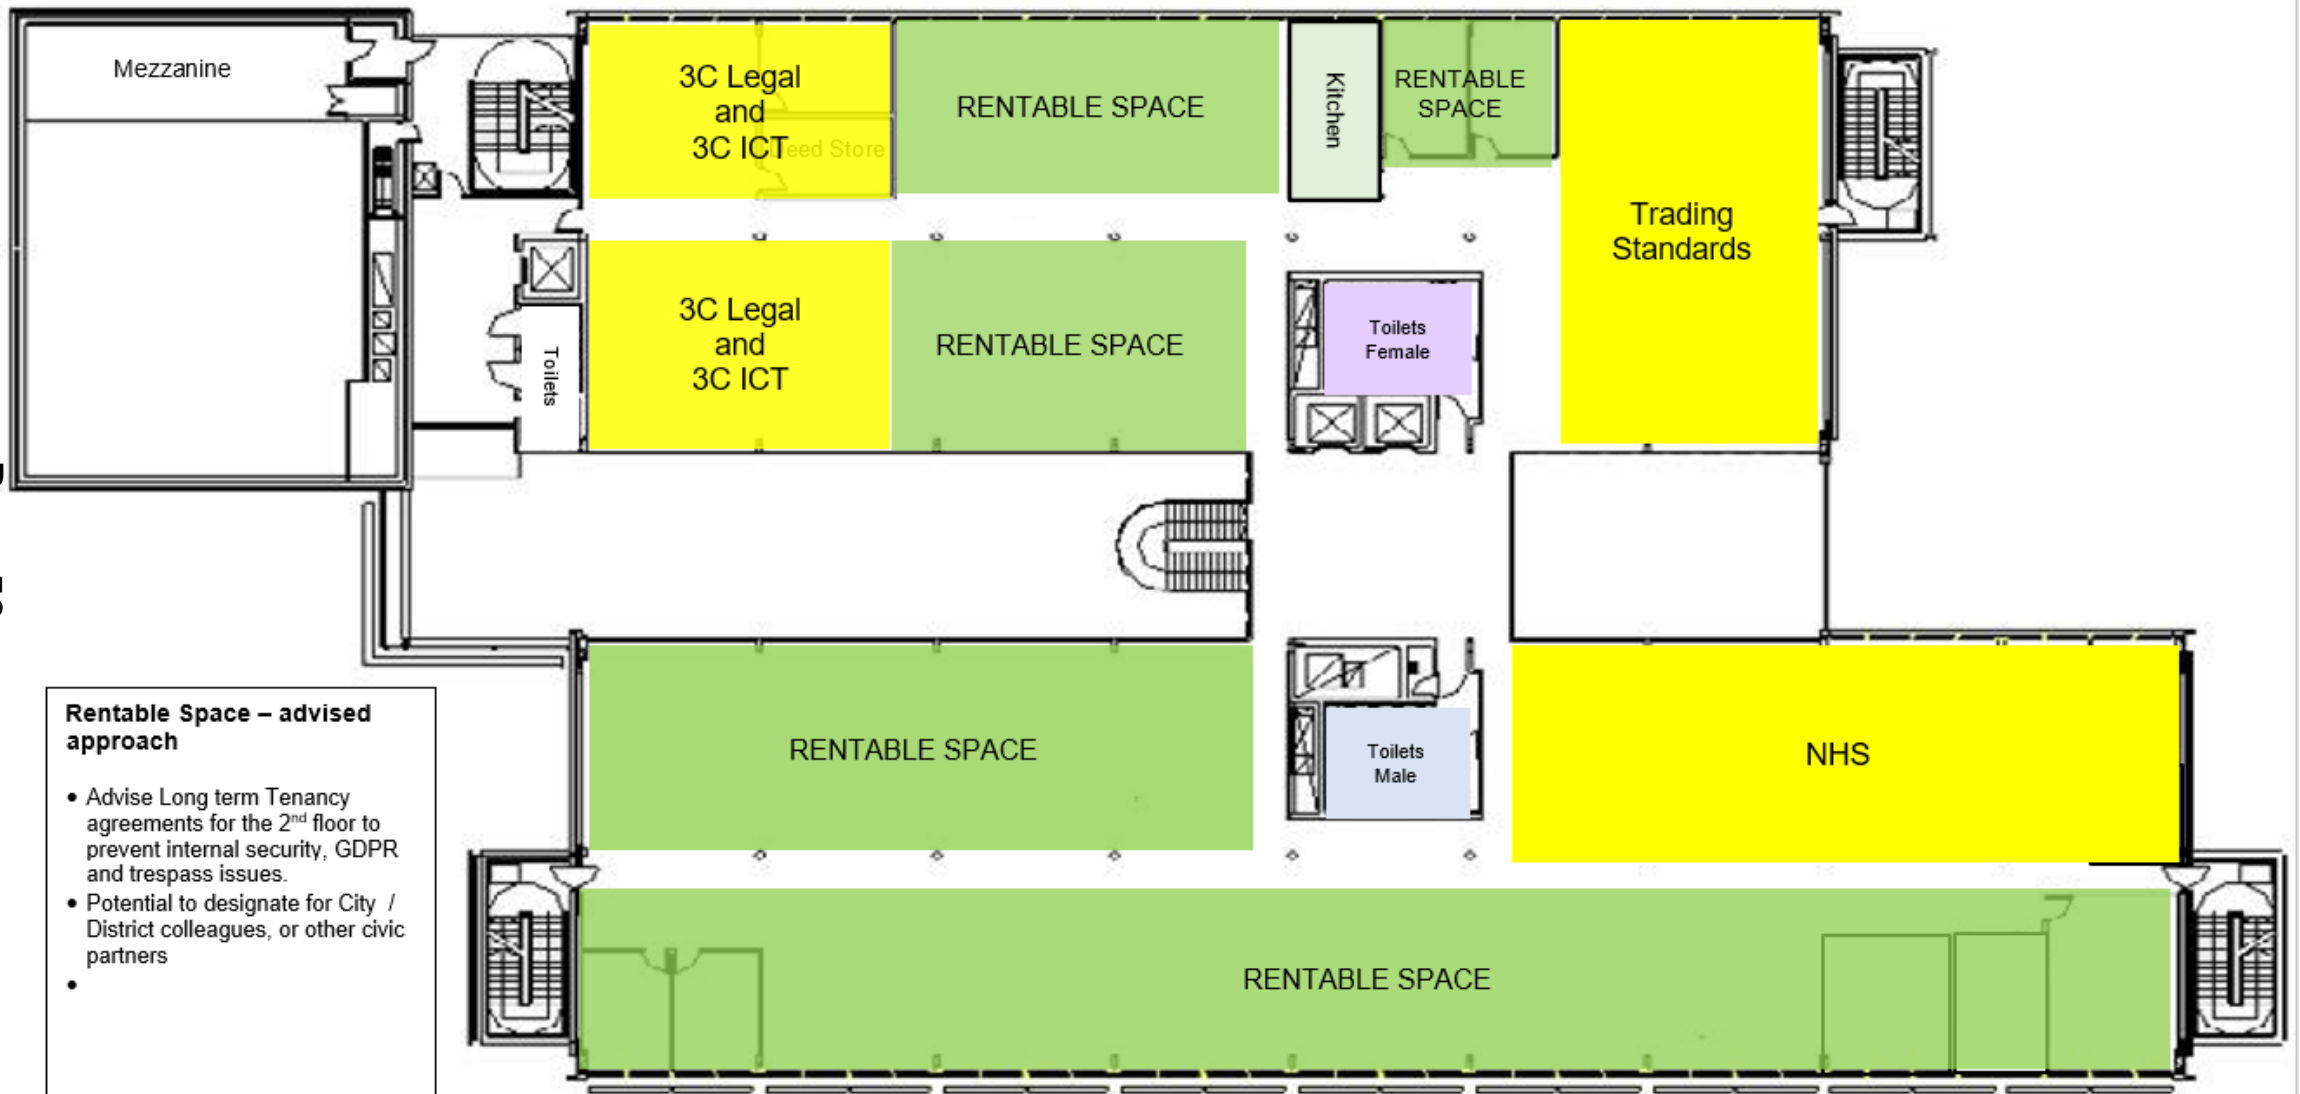 Mezzanine
3C Legal
and
3C ICT
Deed Store
RENTABLE SPACE
Kitchen
RENTABLE
SPACE
Trading
Standards
Toilets
3C Legal
and
3C ICT
RENTABLE SPACE
Toilets
Female
RENTABLE SPACE
Toilets
Male
NHS
RENTABLE SPACE
Rentable Space – advised
approach
• Advise Long term Tenancy
agreements for the 2nd floor to
prevent internal security, GDPR
and trespass issues.
• Potential to designate for City /
District colleagues, or other civic
partners
•